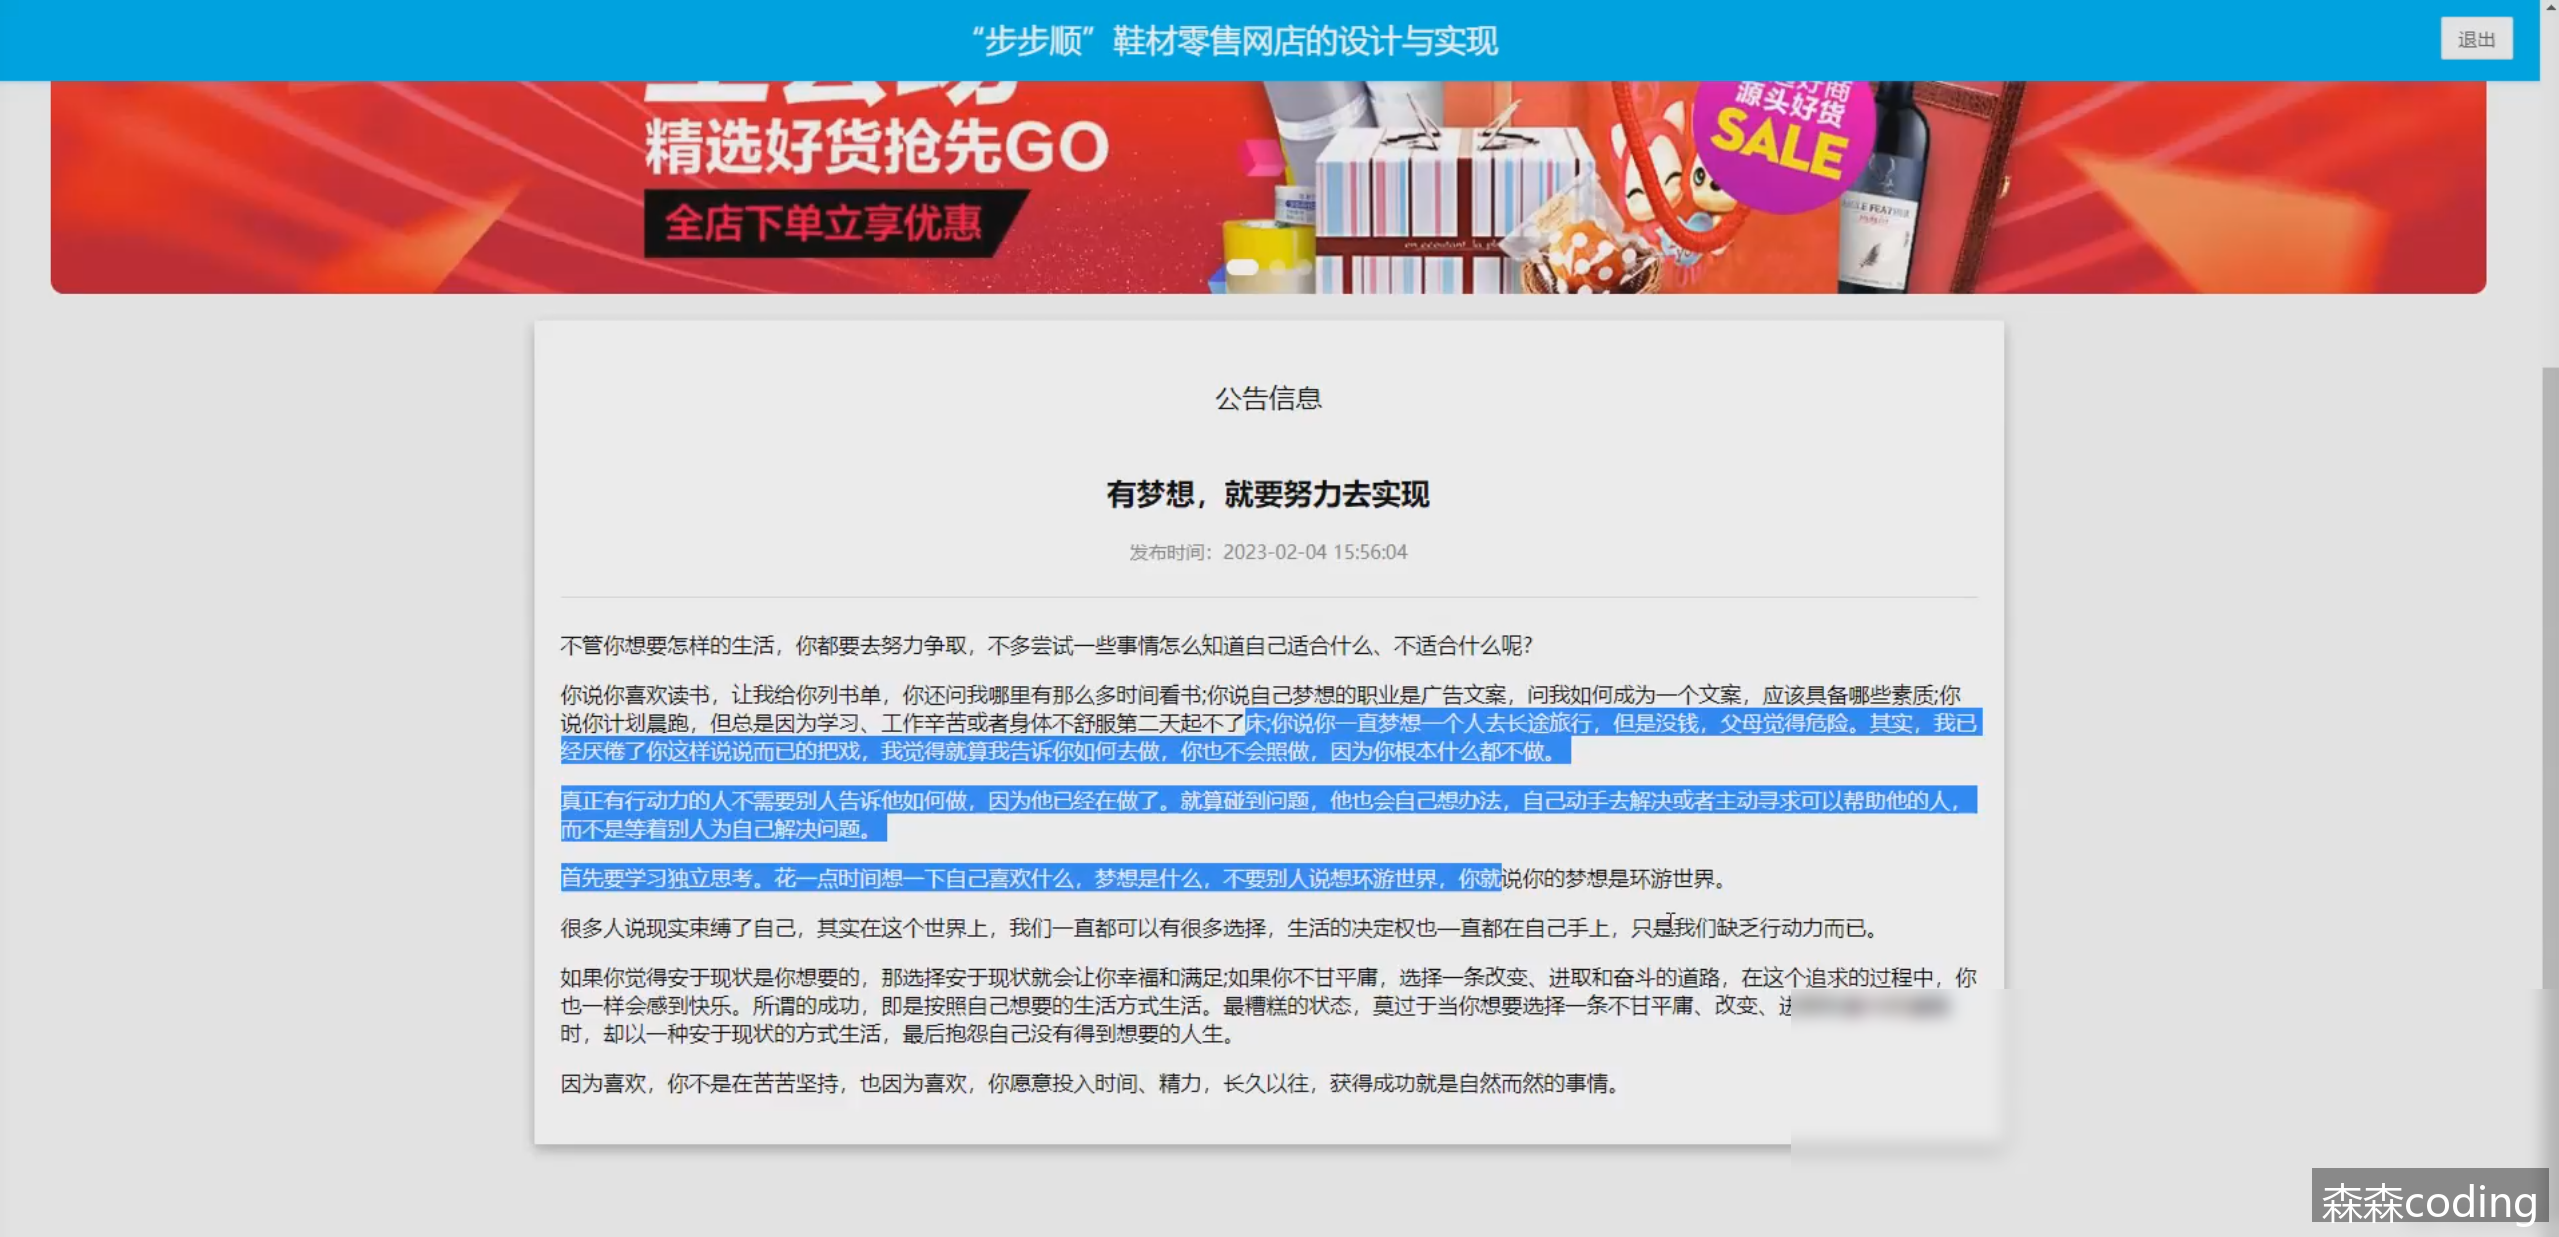 “步步顺”鞋材零售网店的设计与实现
退出
精选好货抢先GO
全店下单立享优惠
源头好货
SALE
公告信息
有梦想，就要努力去实现
发布时间：2023-02-04 15:56:04
不管你想要怎样的生活，你都要去努力争取，不多尝试一些事情怎么知道自己适合什么、不适合什么呢？
你说你喜欢读书，让我给你列书单，你还问我哪里有那么多时间看书;你说自己梦想的职业是广告文案，问我如何成为一个文案，应该具备哪些素质;你
说你计划晨跑，但总是因为学习、工作辛苦或者身体不舒服第二天起不了床;你说你一直梦想一个人去长途旅行，但是没钱，父母觉得危险。其实，我已
经厌倦了你这样说说而已的把戏，我觉得就算我告诉你如何去做，你也不会照做，因为你根本什么都不做。
真正有行动力的人不需要别人告诉他如何做，因为他已经在做了。就算碰到问题，他也会自己想办法，自己动手去解决或者主动寻求可以帮助他的人，
而不是等着别人为自己解决问题。
首先要学习独立思考。花一点时间想一下自己喜欢什么，梦想是什么，不要别人说想环游世界，你就说你的梦想是环游世界。
很多人说现实束缚了自己，其实在这个世界上，我们一直都可以有很多选择，生活的决定权也—直都在自己手上，只是我们缺乏行动力而已。
如果你觉得安于现状是你想要的，那选择安于现状就会让你幸福和满足;如果你不甘平庸，选择一条改变、进取和奋斗的道路，在这个追求的过程中，你
也一样会感到快乐。所谓的成功，即是按照自己想要的生活方式生活。最糟糕的状态，莫过于当你想要选择一条不甘平庸、改变、进
时，却以一种安于现状的方式生活，最后抱怨自己没有得到想要的人生。
因为喜欢，你不是在苦苦坚持，也因为喜欢，你愿意投入时间、精力，长久以往，获得成功就是自然而然的事情。
森森coding